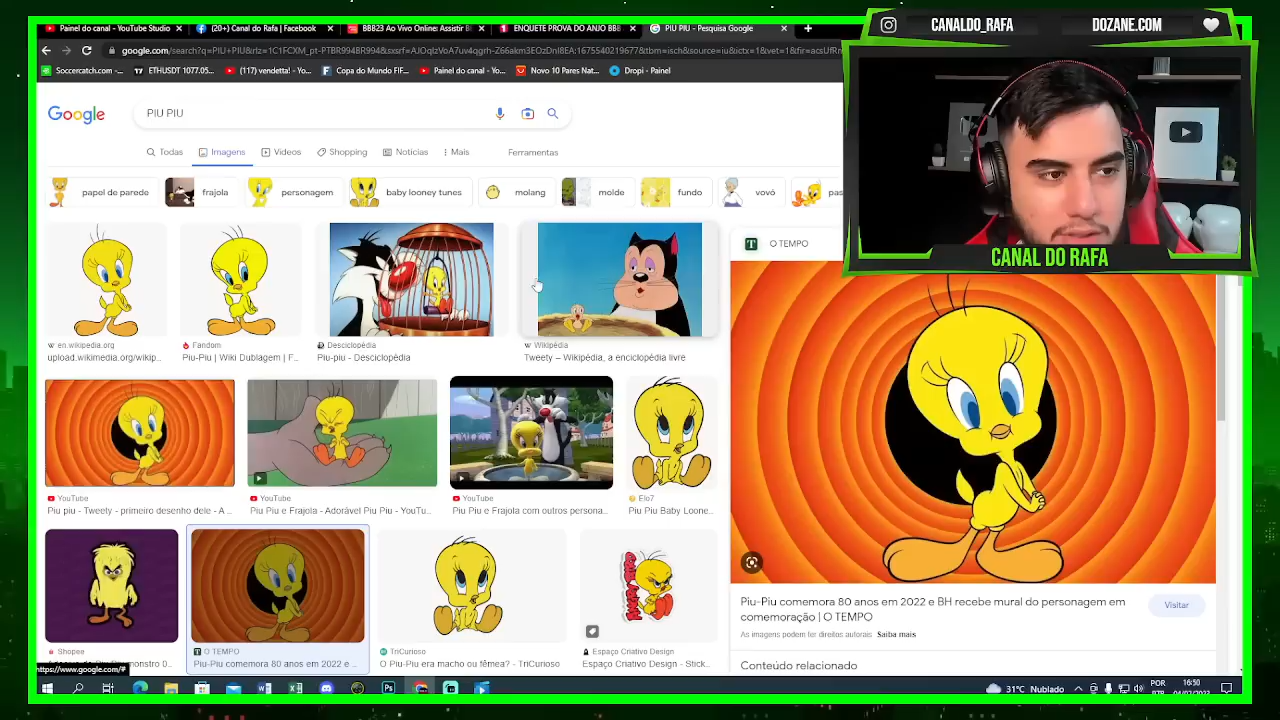 Painel do canal - YouTube Studio
(20+) Canal do Rafa | Facebook
BBB23 Ao Vivo Online: Assistir B
ENQUETE PROVA DO ANJO BBB
PIU PIU - Pesquisa Google
CANALDO_RAFA
DOZANE.COM
Soccercatch.com -...
ETHUSDT 1077.05...
(117) vendetta! - Yo...
Copa do Mundo FIF...
Painel do canal - Yo...
Novo 10 Pares Nat...
Dropi - Painel
Google
PIU PIU
Todas
Imagens
Vídeos
Shopping
Notícias
Mais
Ferramentas
papel de parede
frajola
personagem
baby looney tunes
molang
molde
fundo
vovó
pas
O TEMPO
CANAL DO RAFA
en.wikipedia.org
upload.wikimedia.org/wikip...
Fandom
Piu-Piu | Wiki Dublagem | F...
Desciclopédia
Piu-piu - Desciclopédia
Wikipédia
Tweety – Wikipédia, a enciclopédia livre
YouTube
Piu piu - Tweety - primeiro desenho dele - A ...
YouTube
Piu Piu e Frajola - Adorável Piu Piu - YouTu...
YouTube
Piu Piu e Frajola com outros persona...
Elo7
Piu Piu Baby Loone...
Piu-Piu comemora 80 anos em 2022 e BH recebe mural do personagem em
comemoração | O TEMPO
Visitar
As imagens podem ter direitos autorais. Saiba mais
Conteúdo relacionado
Shopee
O TEMPO
Piu-Piu comemora 80 anos em 2022 e ...
TriCurioso
O Piu-Piu era macho ou fêmea? - TriCurioso
Espaço Criativo Design
Espaço Criativo Design - Stick...
https://www.google.com/#
31°C Nublado
POR
16:50